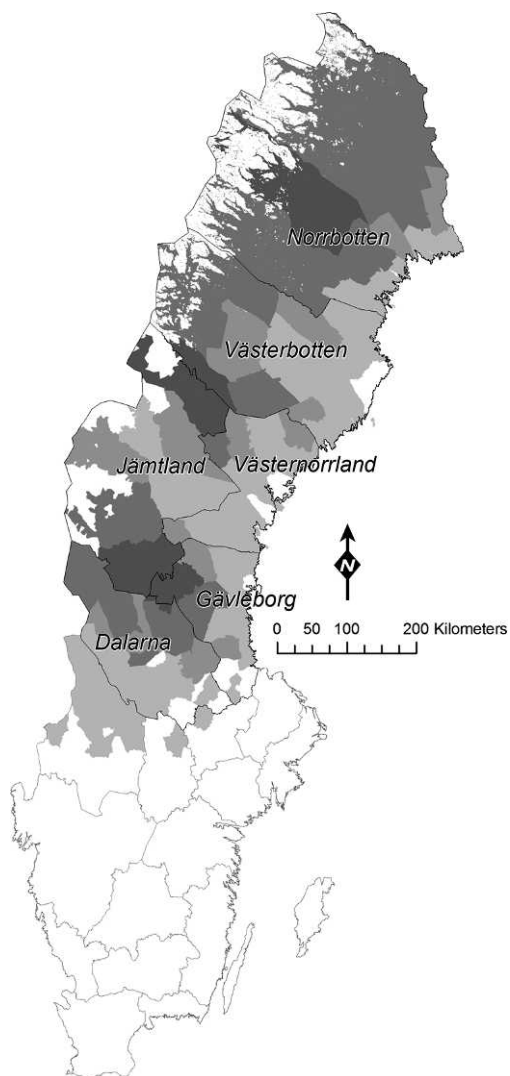 Norrbotten
Västerbotten
Jämtland
Västernorrland
N
Gävleborg
0 50 100 200 Kilometers
Dalarna